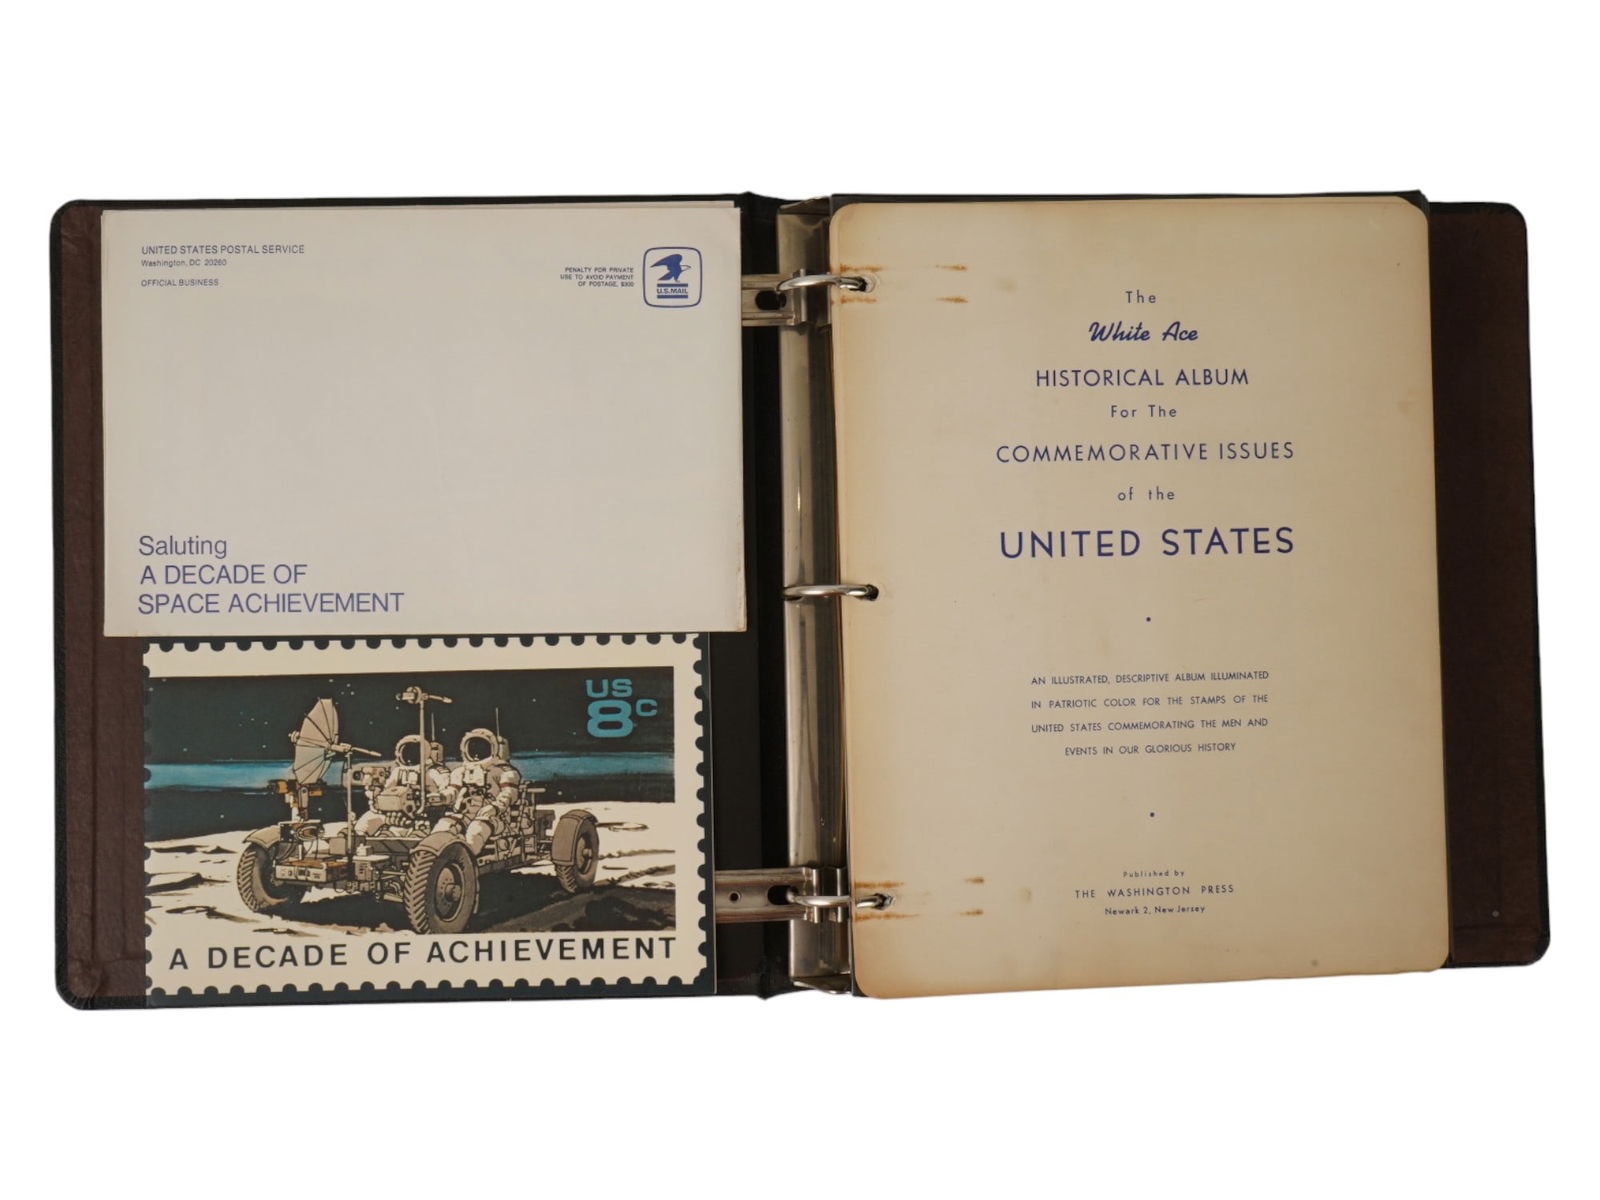 UNITED STATES POSTAL SERVICE
Washington, DC 20260
OFFICIAL BUSINESS
PENALTY FOR PRIVATE
USE TO AVOID PAYMENT
OF POSTAGE, $300
U.S.MAIL
Saluting
A DECADE OF
SPACE ACHIEVEMENT
US
8c
A DECADE OF ACHIEVEMENT
The
White Ace
HISTORICAL ALBUM
For The
COMMEMORATIVE ISSUES
of the
UNITED STATES
AN ILLUSTRATED, DESCRIPTIVE ALBUM ILLUMINATED
IN PATRIOTIC COLOR FOR THE STAMPS OF THE
UNITED STATES COMMEMORATING THE MEN AND
EVENTS IN OUR GLORIOUS HISTORY
Published by
THE WASHINGTON PRESS
Newark 2, New Jersey